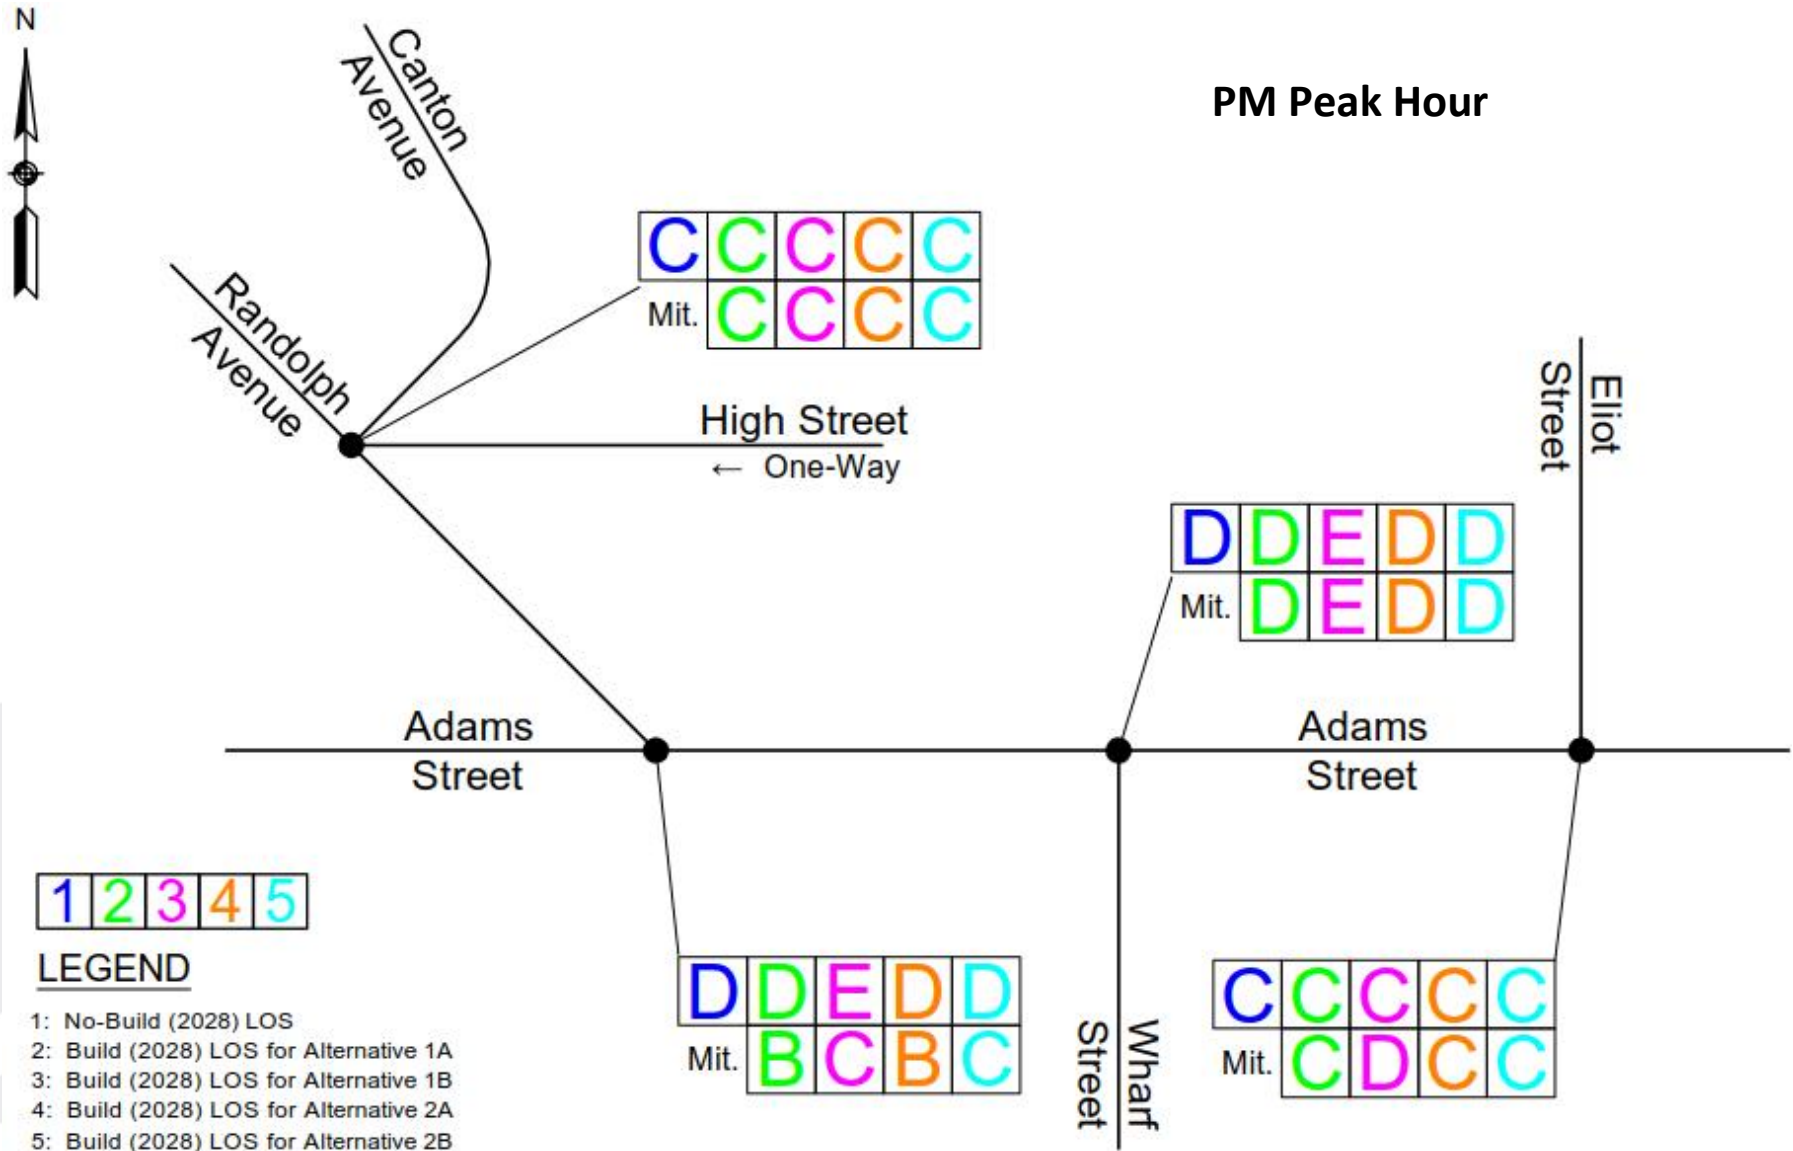 N
Canton
Avenue
PM Peak Hour
C C C C C
Mit. C C C C
Randolph
Avenue
High Street
← One-Way
Eliot
Street
D D E D D
Mit. D E D D
Adams
Street
Adams
Street
1 2 3 4 5
LEGEND
1: No-Build (2028) LOS
2: Build (2028) LOS for Alternative 1A
3: Build (2028) LOS for Alternative 1B
4: Build (2028) LOS for Alternative 2A
5: Build (2028) LOS for Alternative 2B
D D E D D
Mit. B C B C
Wharf
Street
C C C C C
Mit. C D C C